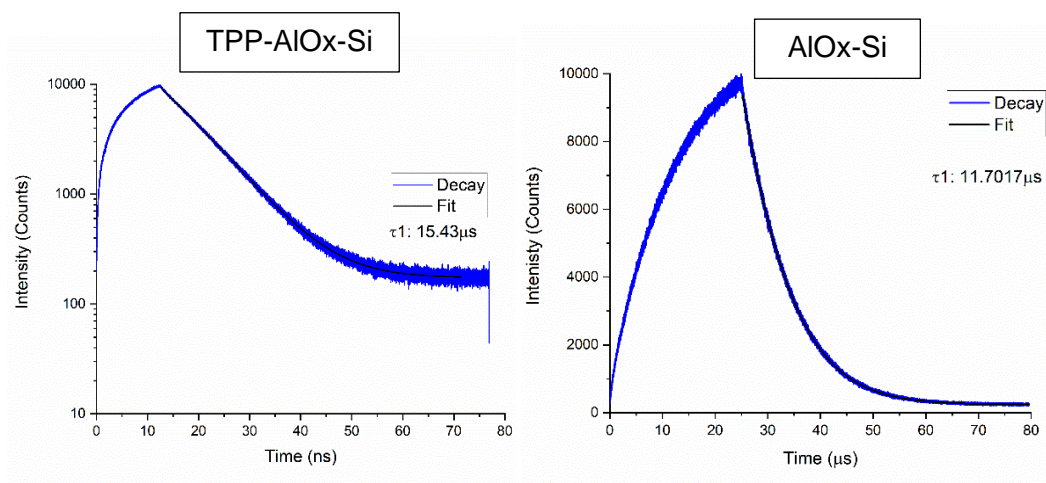 TPP-AlOx-Si
10000
1000
100
10
Intensity (Counts)
Decay
Fit
τ1: 15.43μs
0 10 20 30 40 50 60 70 80
Time (ns)
AlOx-Si
10000
8000
6000
4000
2000
0
Intenisty (Counts)
Decay
Fit
τ1: 11.7017μs
0 10 20 30 40 50 60 70 80
Time (μs)